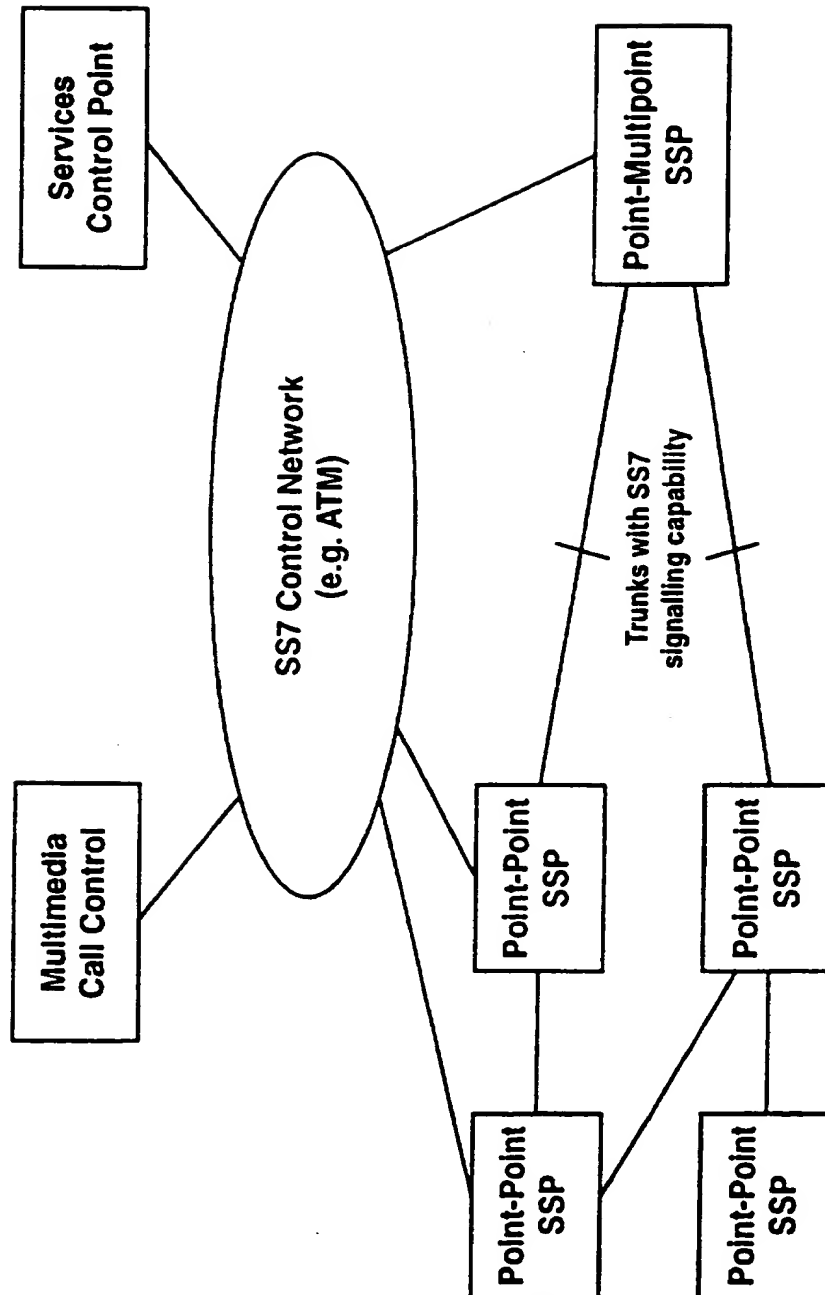 Multimedia
Call Control
Services
Control Point
SS7 Control Network
(e.g. ATM)
Point-Point
SSP
Point-Point
SSP
Trunks with SS7
signalling capability
Point-Multipoint
SSP
Point-Point
SSP
Point-Point
SSP